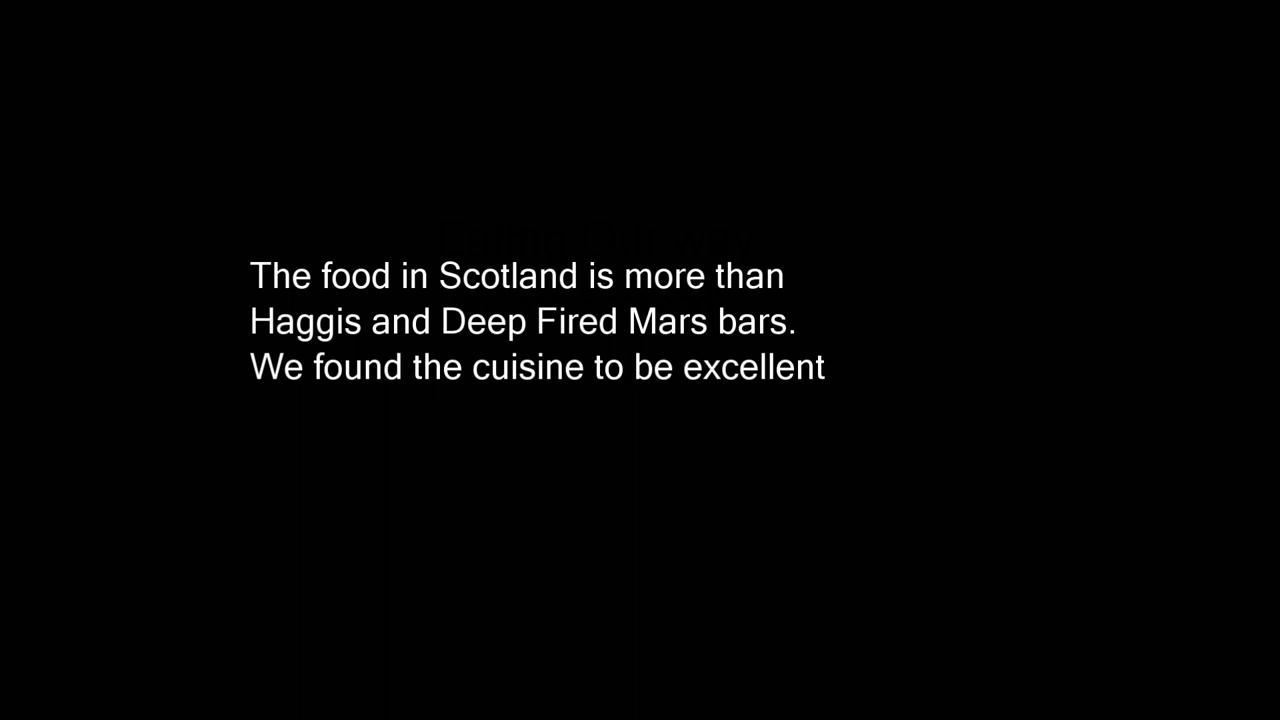 The food in Scotland is more than
Haggis and Deep Fired Mars bars.
We found the cuisine to be excellent